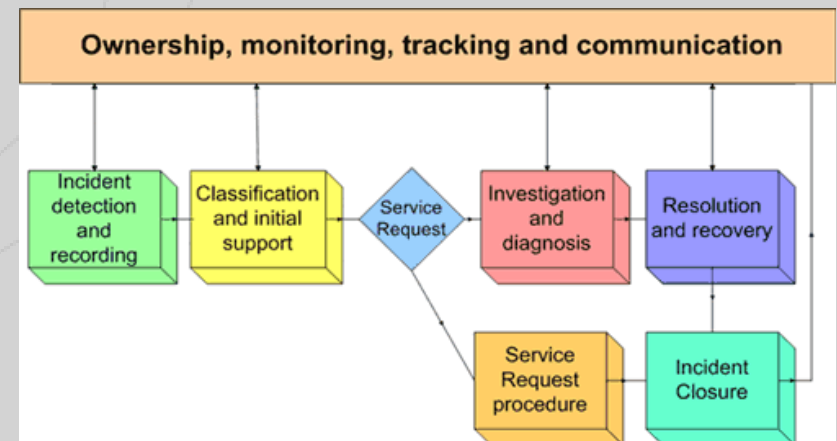 Ownership, monitoring, tracking and communication
Incident
detection
and
recording
Classification
and initial
support
Service
Request
Investigation
and
diagnosis
Resolution
and recovery
Service
Request
procedure
Incident
Closure